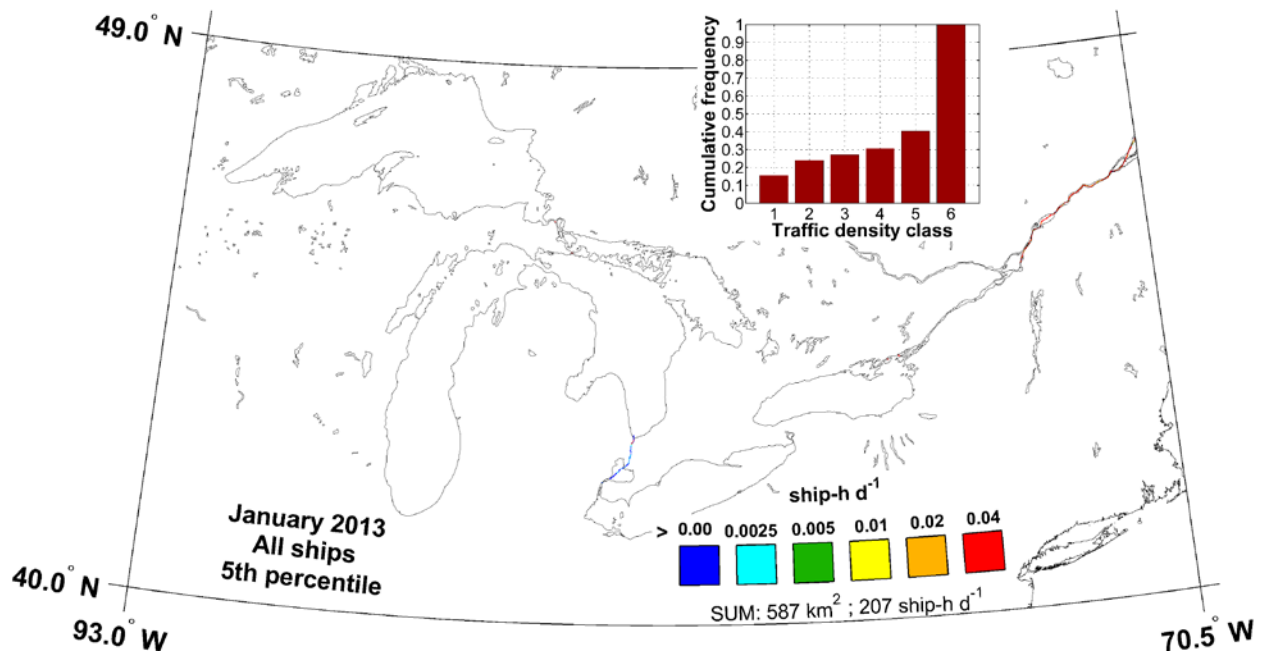 49.0° N
Cumulative frequency
1
0.9
0.8
0.7
0.6
0.5
0.4
0.3
0.2
0.1
0
1 2 3 4 5 6
Traffic density class
January 2013
All ships
5th percentile
ship-h d⁻¹
> 0.00 0.0025 0.005 0.01 0.02 0.04
SUM: 587 km² ; 207 ship-h d⁻¹
40.0° N
93.0° W
70.5° W